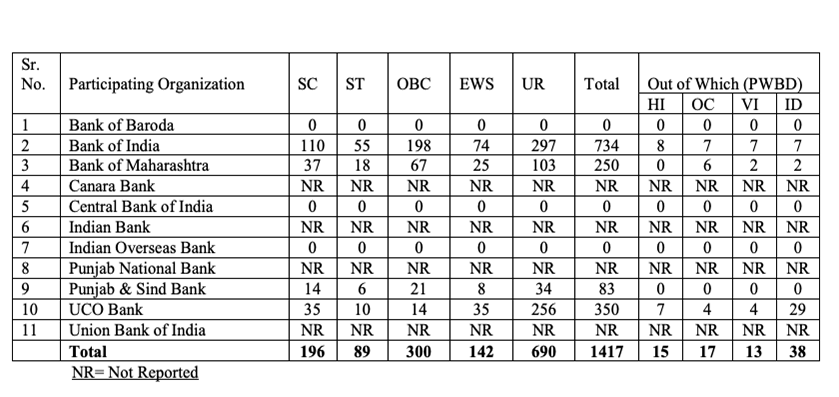 Sr. No. Participating Organization SC ST OBC EWS UR Total Out of Which (PWBD)
HI OC VI ID
1 Bank of Baroda 0 0 0 0 0 0 0 0 0 0
2 Bank of India 110 55 198 74 297 734 8 7 7 7
3 Bank of Maharashtra 37 18 67 25 103 250 0 6 2 2
4 Canara Bank NR NR NR NR NR NR NR NR NR NR
5 Central Bank of India 0 0 0 0 0 0 0 0 0 0
6 Indian Bank NR NR NR NR NR NR NR NR NR NR
7 Indian Overseas Bank 0 0 0 0 0 0 0 0 0 0
8 Punjab National Bank NR NR NR NR NR NR NR NR NR NR
9 Punjab & Sind Bank 14 6 21 8 34 83 0 0 0 0
10 UCO Bank 35 10 14 35 256 350 7 4 4 29
11 Union Bank of India NR NR NR NR NR NR NR NR NR NR
Total 196 89 300 142 690 1417 15 17 13 38
NR= Not Reported